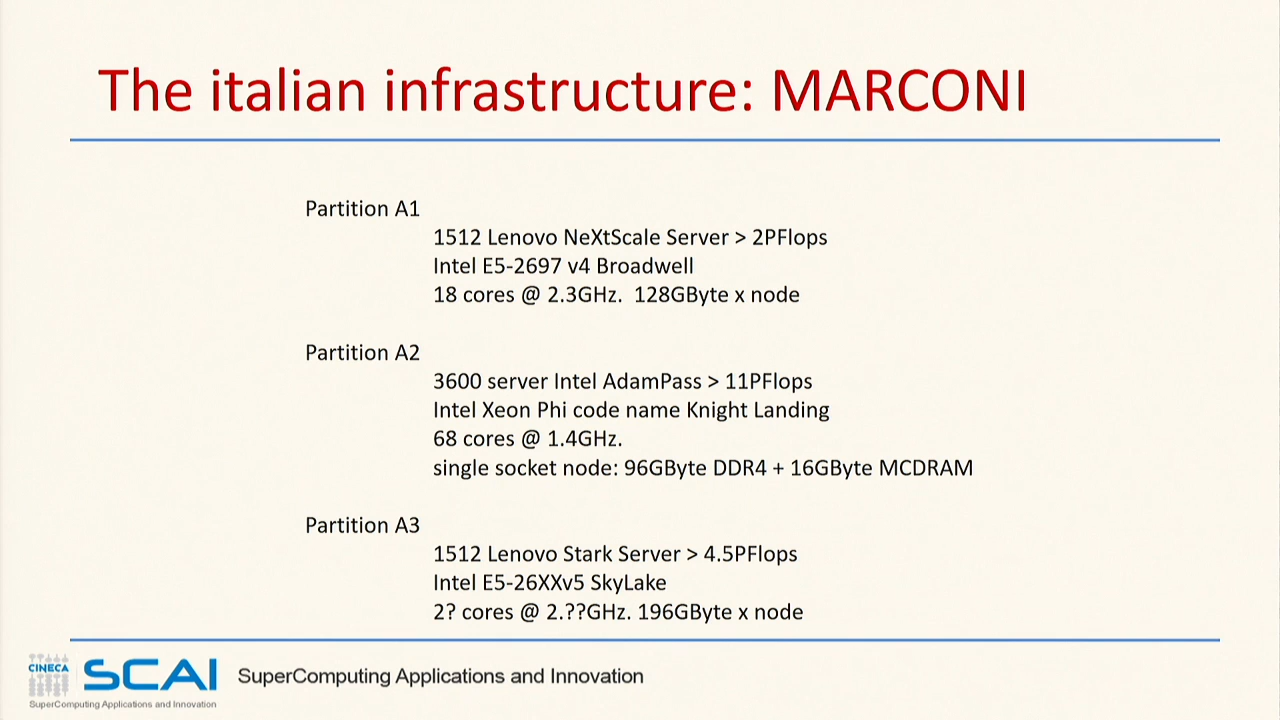 The italian infrastructure: MARCONI
Partition A1
1512 Lenovo NeXtScale Server > 2PFlops
Intel E5-2697 v4 Broadwell
18 cores @ 2.3GHz. 128GByte x node
Partition A2
3600 server Intel AdamPass > 11PFlops
Intel Xeon Phi code name Knight Landing
68 cores @ 1.4GHz.
single socket node: 96GByte DDR4 + 16GByte MCDRAM
Partition A3
1512 Lenovo Stark Server > 4.5PFlops
Intel E5-26XXv5 SkyLake
2? cores @ 2.??GHz. 196GByte x node
CINECA SCAI SuperComputing Applications and Innovation
SuperComputing Applications and Innovation